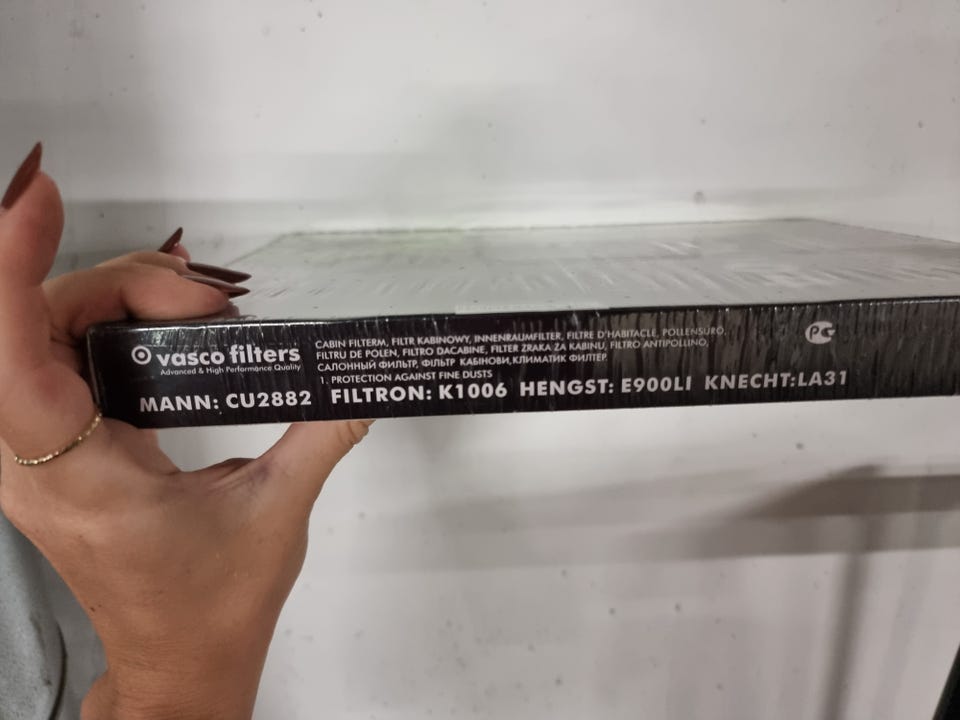 vasco filters
Advanced & High Performance Quality
CABIN FILTERM, FILTR KABINOWY, INNENRAUMFILTER, FILTRE D'HABITACLE, POLLENSURO,
FILTRU DE POLEN, FILTRO DACABINE, FILTER ZRAKA ZA KABINU, FILTRO ANTIPOLLINO,
САЛОННЫЙ ФИЛЬТР, ФІЛЬТР КАБІНОВИ,КЛИМАТИК ФИЛТЕР.
1. PROTECTION AGAINST FINE DUSTS
MANN: CU2882 FILTRON: K1006 HENGST: E900LI KNECHT:LA31